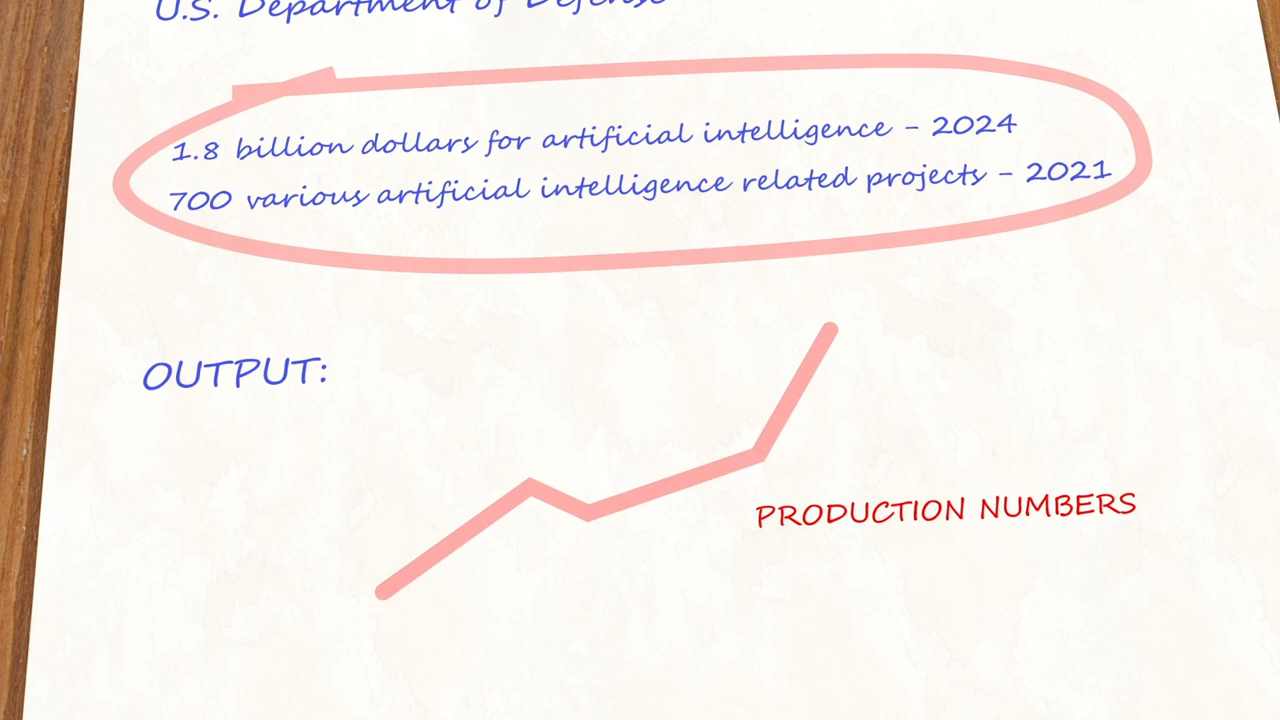 U.S. Department of Defense
1.8 billion dollars for artificial intelligence – 2024
700 various artificial intelligence related projects – 2021
OUTPUT:
PRODUCTION NUMBERS